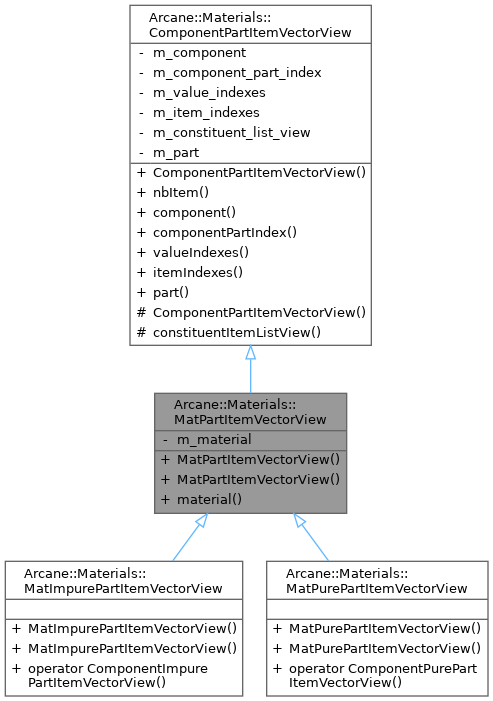 Arcane::Materials::
ComponentPartItemVectorView
- m_component
- m_component_part_index
- m_value_indexes
- m_item_indexes
- m_constituent_list_view
- m_part
+ ComponentPartItemVectorView()
+ nbItem()
+ component()
+ componentPartIndex()
+ valueIndexes()
+ itemIndexes()
+ part()
# ComponentPartItemVectorView()
# constituentItemListView()
Arcane::Materials::
MatPartItemVectorView
- m_material
+ MatPartItemVectorView()
+ MatPartItemVectorView()
+ material()
Arcane::Materials::
MatImpurePartItemVectorView
+ MatImpurePartItemVectorView()
+ MatImpurePartItemVectorView()
+ operator ComponentImpure
PartItemVectorView()
Arcane::Materials::
MatPurePartItemVectorView
+ MatPurePartItemVectorView()
+ MatPurePartItemVectorView()
+ operator ComponentPurePart
ItemVectorView()